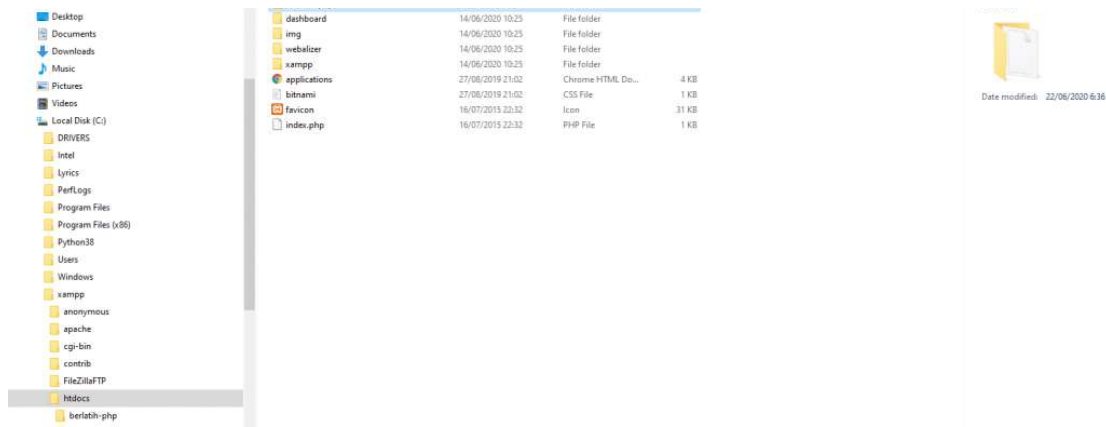 Desktop
Documents
Downloads
Music
Pictures
Videos
Local Disk (C:)
DRIVERS
Intel
Lyrics
PerfLogs
Program Files
Program Files (x86)
Python38
Users
Windows
xampp
anonymous
apache
cgi-bin
contrib
FileZillaFTP
htdocs
berlatih-php
dashboard 14/06/2020 10:25 File folder
img 14/06/2020 10:25 File folder
webalizer 14/06/2020 10:25 File folder
xampp 14/06/2020 10:25 File folder
applications 27/08/2019 21:02 Chrome HTML Do... 4 KB
bitnami 27/08/2019 21:02 CSS File 1 KB
favicon 16/07/2015 22:32 Icon 31 KB
index.php 16/07/2015 22:32 PHP File 1 KB
Date modified: 22/06/2020 6:36